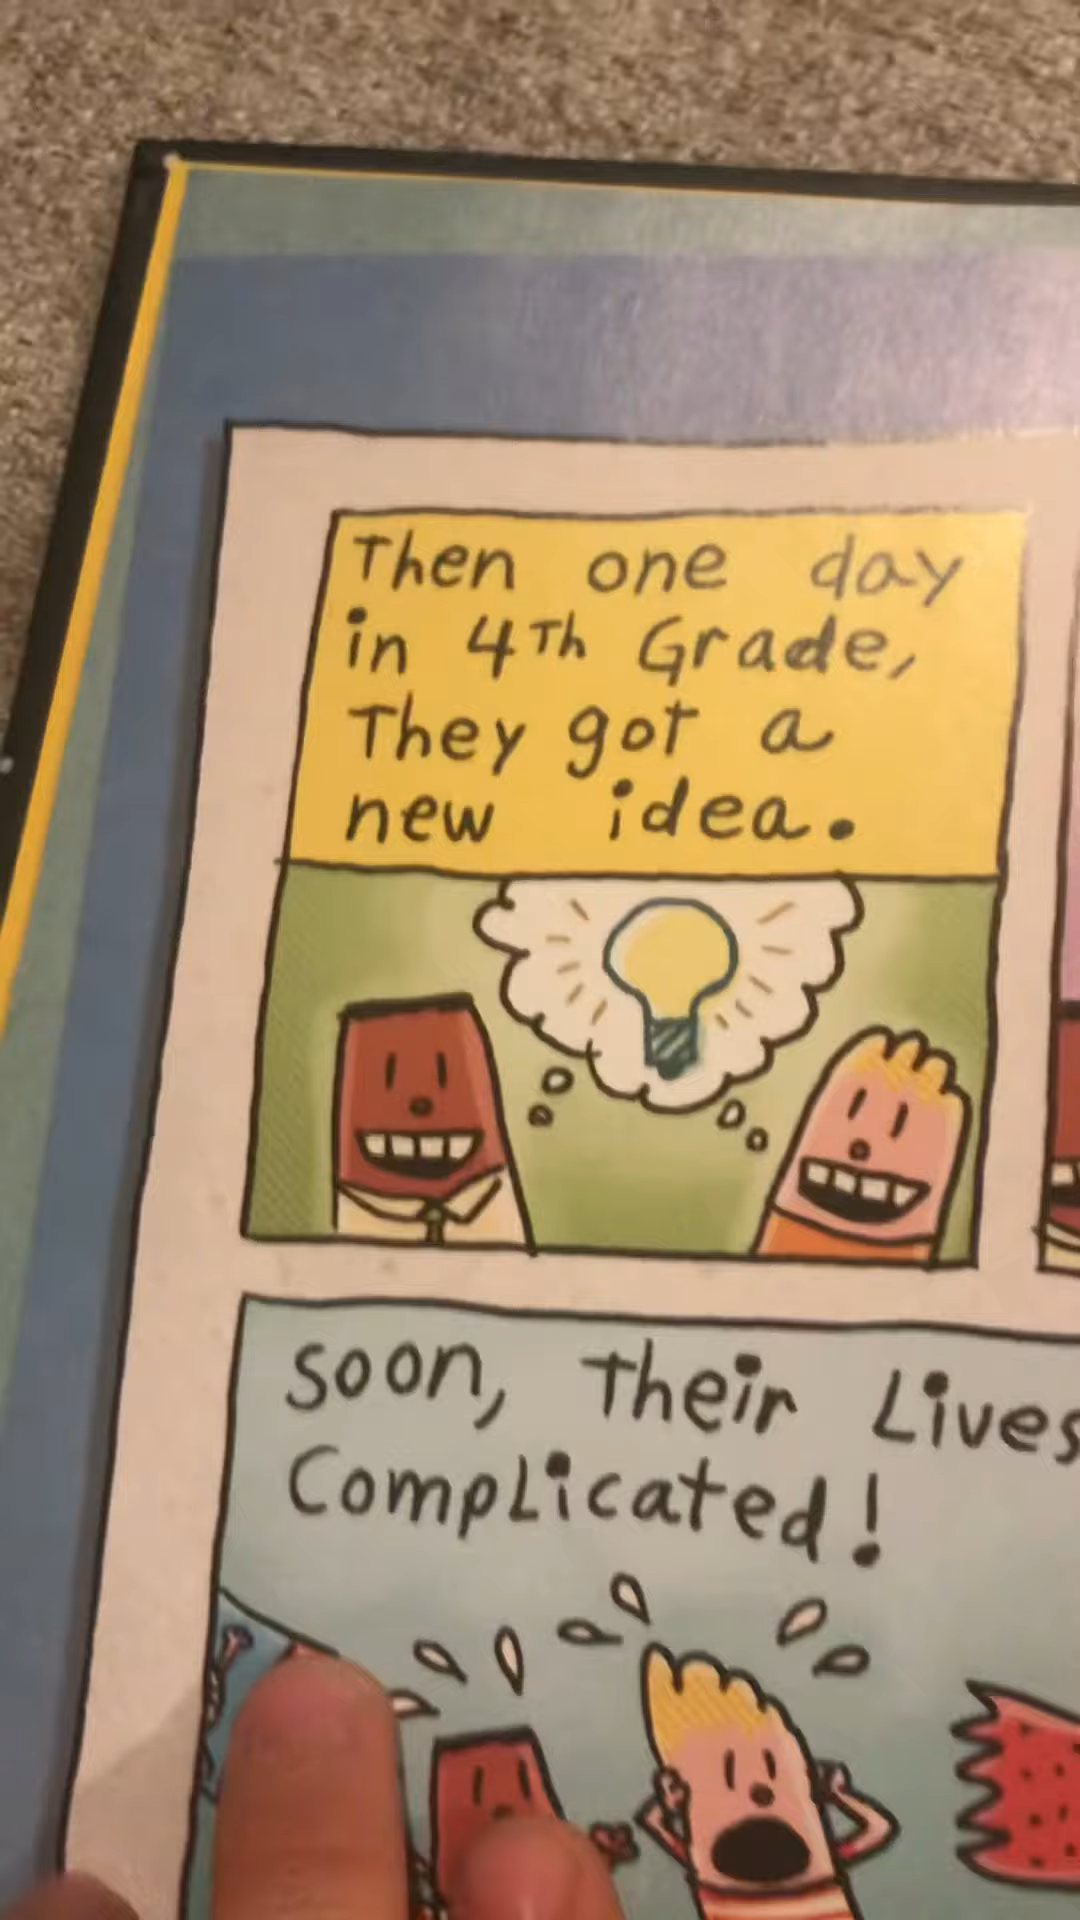 Then one day
in 4Th Grade,
They got a
new idea.
soon, Their Lives
CompLicated!